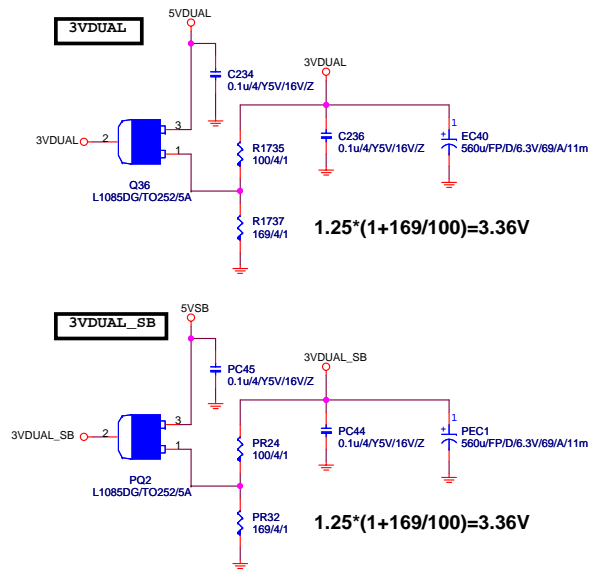 3VDUAL
5VDUAL
C234
0.1u/4/Y5V/16V/Z
3VDUAL
3
3VDUAL
2
1
Q36
L1085DG/TO252/5A
R1735
100/4/1
C236
0.1u/4/Y5V/16V/Z
1
+
EC40
560u/FP/D/6.3V/69/A/11m
R1737
169/4/1
1.25*(1+169/100)=3.36V
3VDUAL_SB
5VSB
PC45
0.1u/4/Y5V/16V/Z
3VDUAL_SB
3
3VDUAL_SB
2
1
PQ2
L1085DG/TO252/5A
PR24
100/4/1
PC44
0.1u/4/Y5V/16V/Z
1
+
PEC1
560u/FP/D/6.3V/69/A/11m
PR32
169/4/1
1.25*(1+169/100)=3.36V